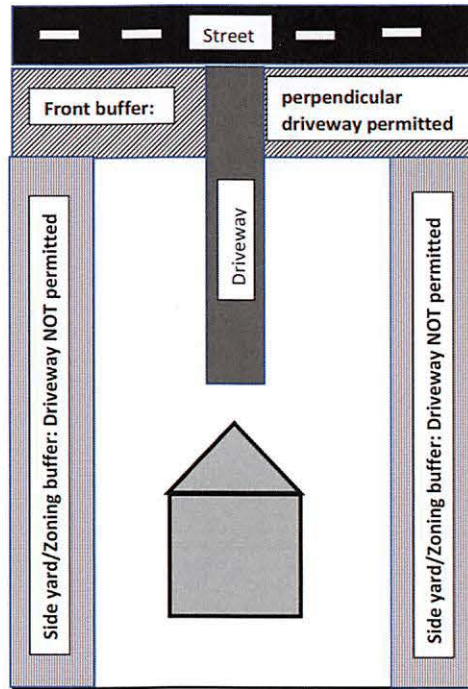 Street
Front buffer:
perpendicular
driveway permitted
Driveway
Side yard/Zoning buffer: Driveway NOT permitted
Side yard/Zoning buffer: Driveway NOT permitted